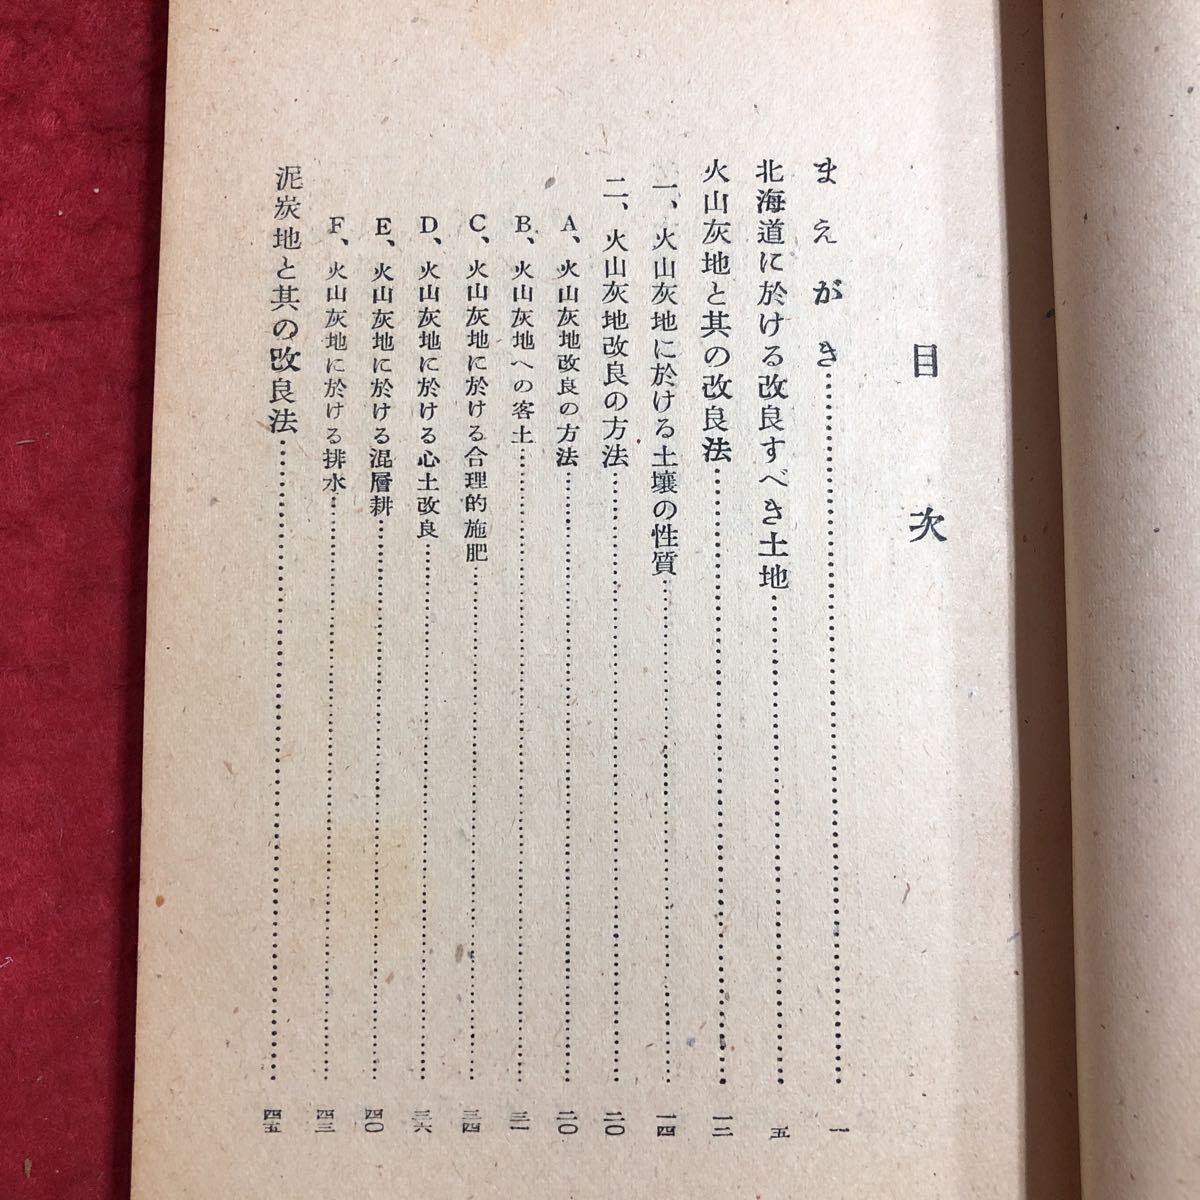 目次
まえがき……一
北海道に於ける改良すべき土地……五
火山灰地と其の改良法……一二
一、火山灰地に於ける土壤の性質……一四
二、火山灰地改良の方法……二〇
A、火山灰地改良の方法……二〇
B、火山灰地への客土……三一
C、火山灰地に於ける合理的施肥……三四
D、火山灰地に於ける心土改良……三六
E、火山灰地に於ける混層耕……四〇
F、火山灰地に於ける排水……四三
泥炭地と其の改良法……四五